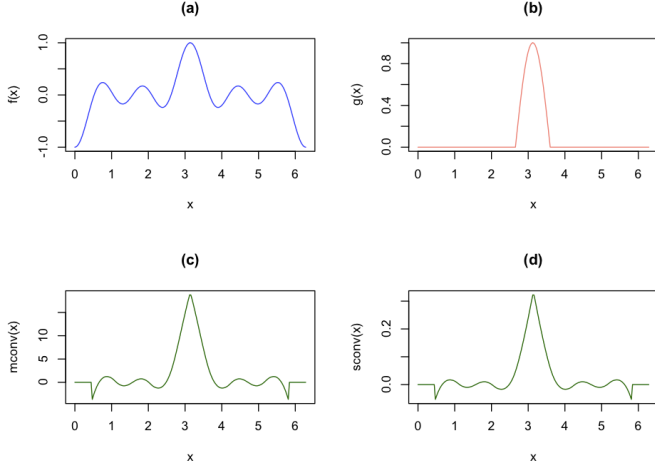 (a)
f(x)
1.0
0.0
-1.0
0 1 2 3 4 5 6
x
(b)
g(x)
0.8
0.4
0.0
0 1 2 3 4 5 6
x
(c)
mconv(x)
10
5
0
0 1 2 3 4 5 6
x
(d)
sconv(x)
0.2
0.0
0 1 2 3 4 5 6
x